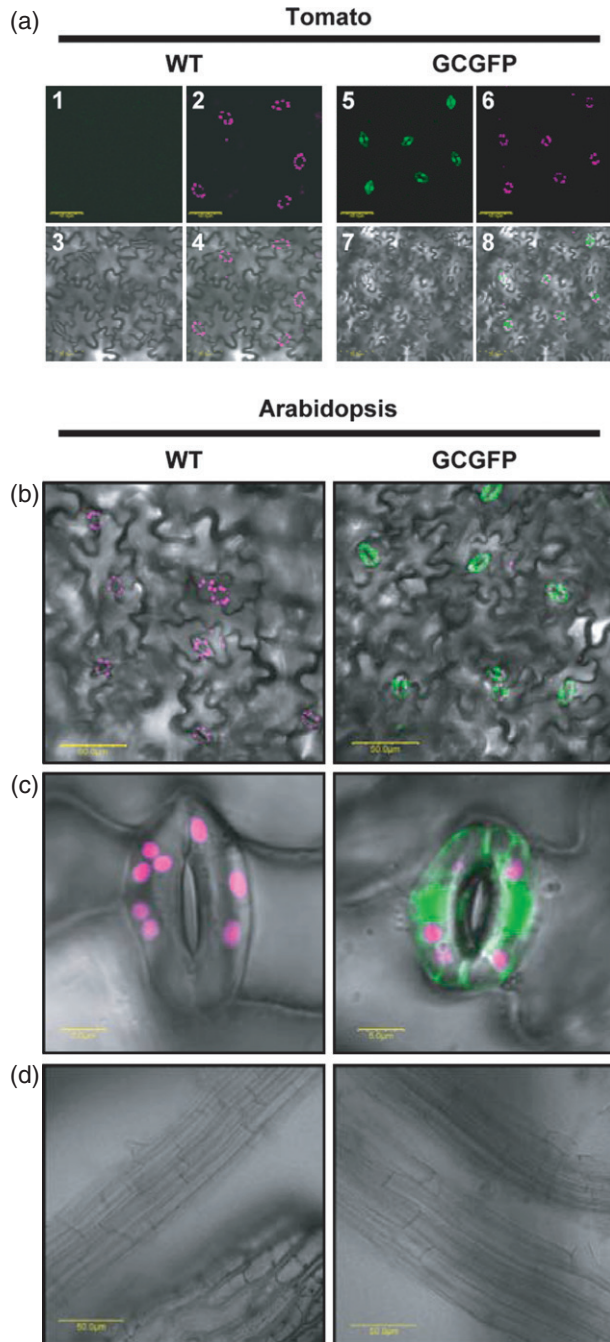 (a)
Tomato
WT GCGFP
1 2 5 6
3 4 7 8
Arabidopsis
WT GCGFP
(b)
50.0µm 50.0µm
(c)
5.0µm 5.0µm
(d)
50.0µm 50.0µm